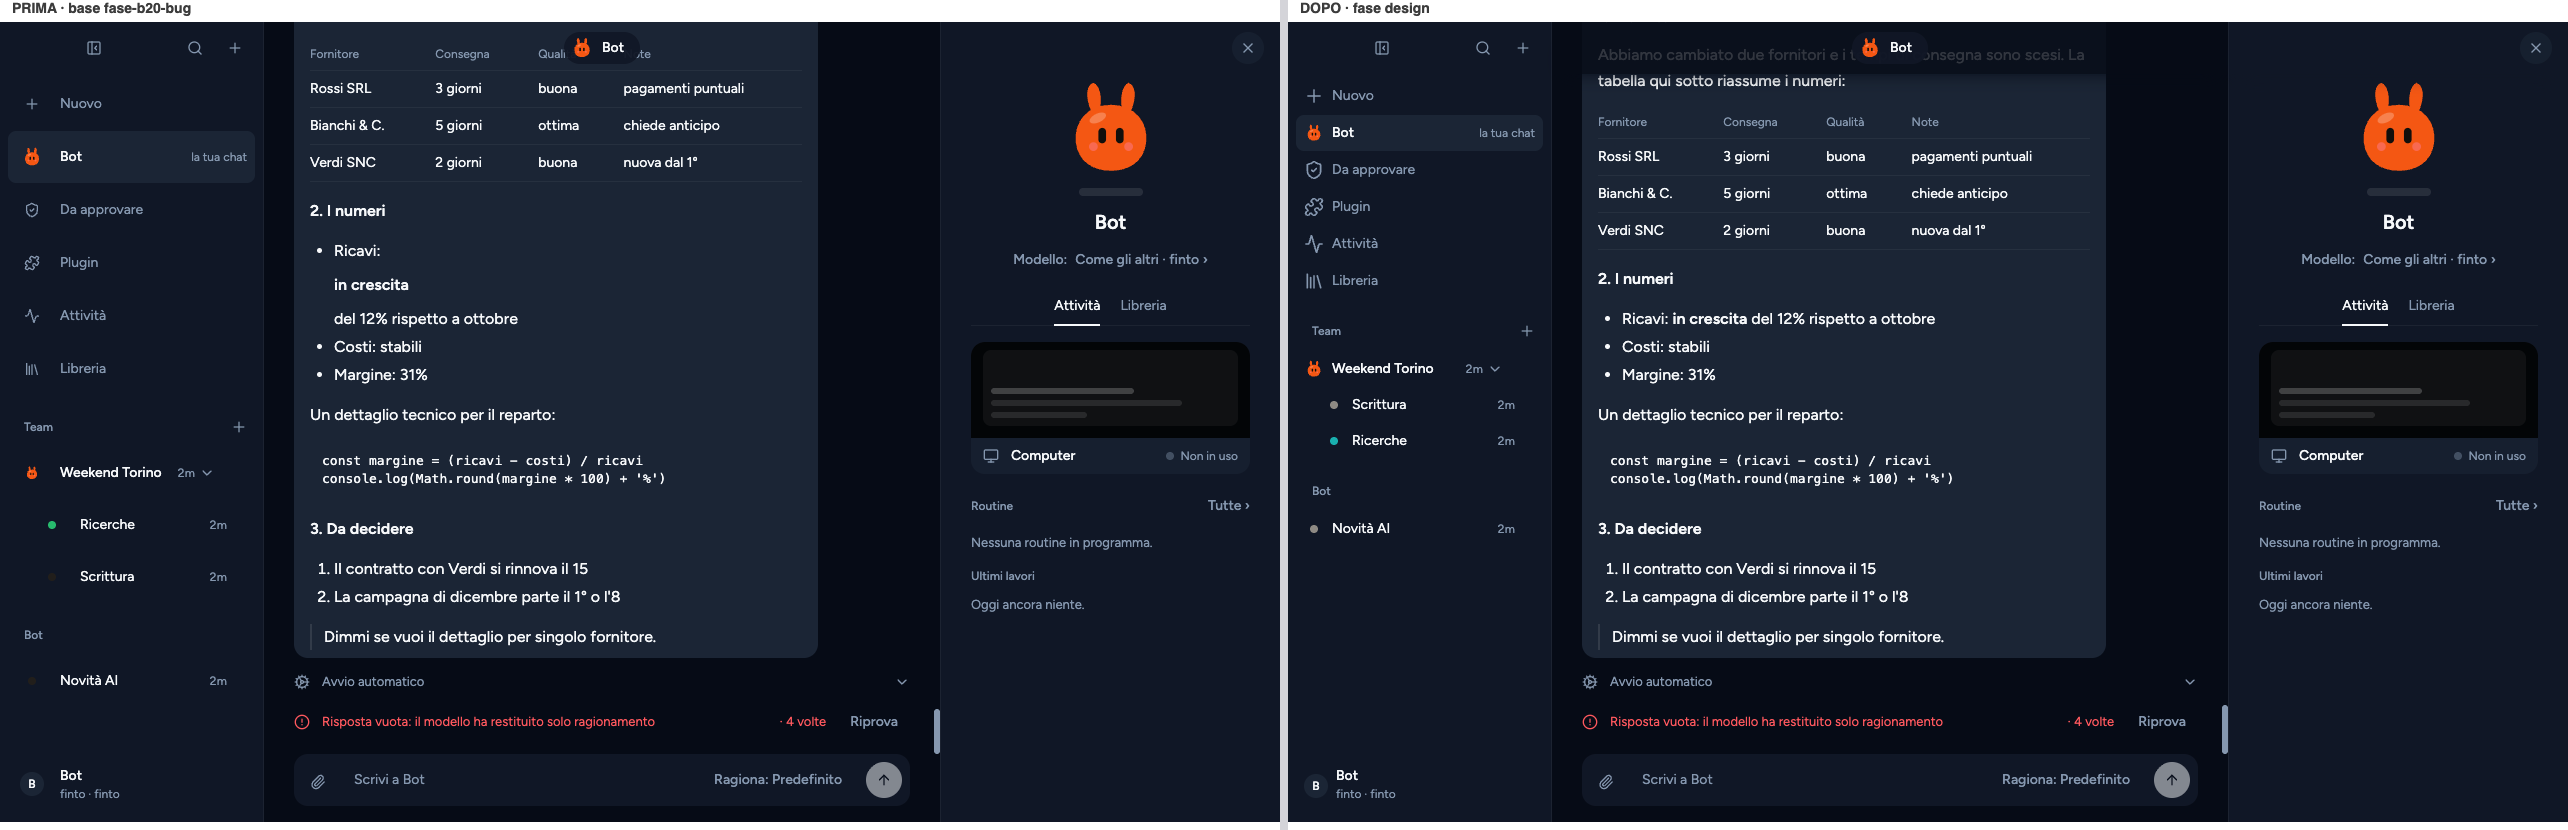 PRIMA · base fase-b20-bug
Nuovo
Bot
la tua chat
Da approvare
Plugin
Attività
Libreria
Team
Weekend Torino
2m
Ricerche
2m
Scrittura
2m
Bot
Novità AI
2m
B
Bot
finto · finto
Bot
Fornitore Consegna
Rossi SRL 3 giorni buona pagamenti puntuali
Bianchi & C. 5 giorni ottima chiede anticipo
Verdi SNC 2 giorni buona nuova dal 1°
2. I numeri
• Ricavi:
in crescita
del 12% rispetto a ottobre
• Costi: stabili
• Margine: 31%
Un dettaglio tecnico per il reparto:
const margine = (ricavi − costi) / ricavi
console.log(Math.round(margine * 100) + '%')
3. Da decidere
1. Il contratto con Verdi si rinnova il 15
2. La campagna di dicembre parte il 1° o l'8
Dimmi se vuoi il dettaglio per singolo fornitore.
Avvio automatico
Risposta vuota: il modello ha restituito solo ragionamento · 4 volte Riprova
Scrivi a Bot Ragiona: Predefinito
Bot
Modello: Come gli altri · finto ›
Attività Libreria
Computer Non in uso
Routine Tutte ›
Nessuna routine in programma.
Ultimi lavori
Oggi ancora niente.
DOPO · fase design
Nuovo
Bot
la tua chat
Da approvare
Plugin
Attività
Libreria
Team
Weekend Torino
2m
Scrittura
2m
Ricerche
2m
Bot
Novità AI
2m
B
Bot
finto · finto
Bot
Abbiamo cambiato due fornitori e i t onsegna sono scesi. La
tabella qui sotto riassume i numeri:
Fornitore Consegna Qualità Note
Rossi SRL 3 giorni buona pagamenti puntuali
Bianchi & C. 5 giorni ottima chiede anticipo
Verdi SNC 2 giorni buona nuova dal 1°
2. I numeri
• Ricavi: in crescita del 12% rispetto a ottobre
• Costi: stabili
• Margine: 31%
Un dettaglio tecnico per il reparto:
const margine = (ricavi − costi) / ricavi
console.log(Math.round(margine * 100) + '%')
3. Da decidere
1. Il contratto con Verdi si rinnova il 15
2. La campagna di dicembre parte il 1° o l'8
Dimmi se vuoi il dettaglio per singolo fornitore.
Avvio automatico
Risposta vuota: il modello ha restituito solo ragionamento · 4 volte Riprova
Scrivi a Bot Ragiona: Predefinito
Bot
Modello: Come gli altri · finto ›
Attività Libreria
Computer Non in uso
Routine Tutte ›
Nessuna routine in programma.
Ultimi lavori
Oggi ancora niente.